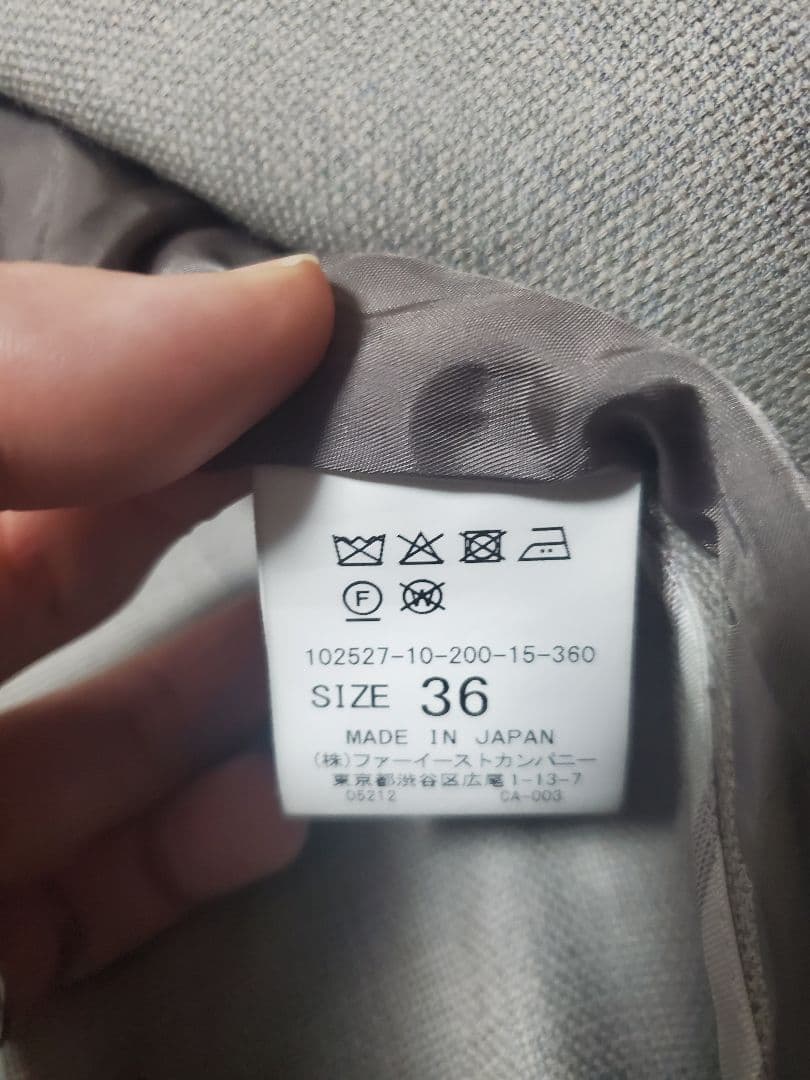 F W
102527-10-200-15-360
SIZE 36
MADE IN JAPAN
(株)ファーイーストカンパニー
東京都渋谷区広尾1-13-7
05212 CA-003